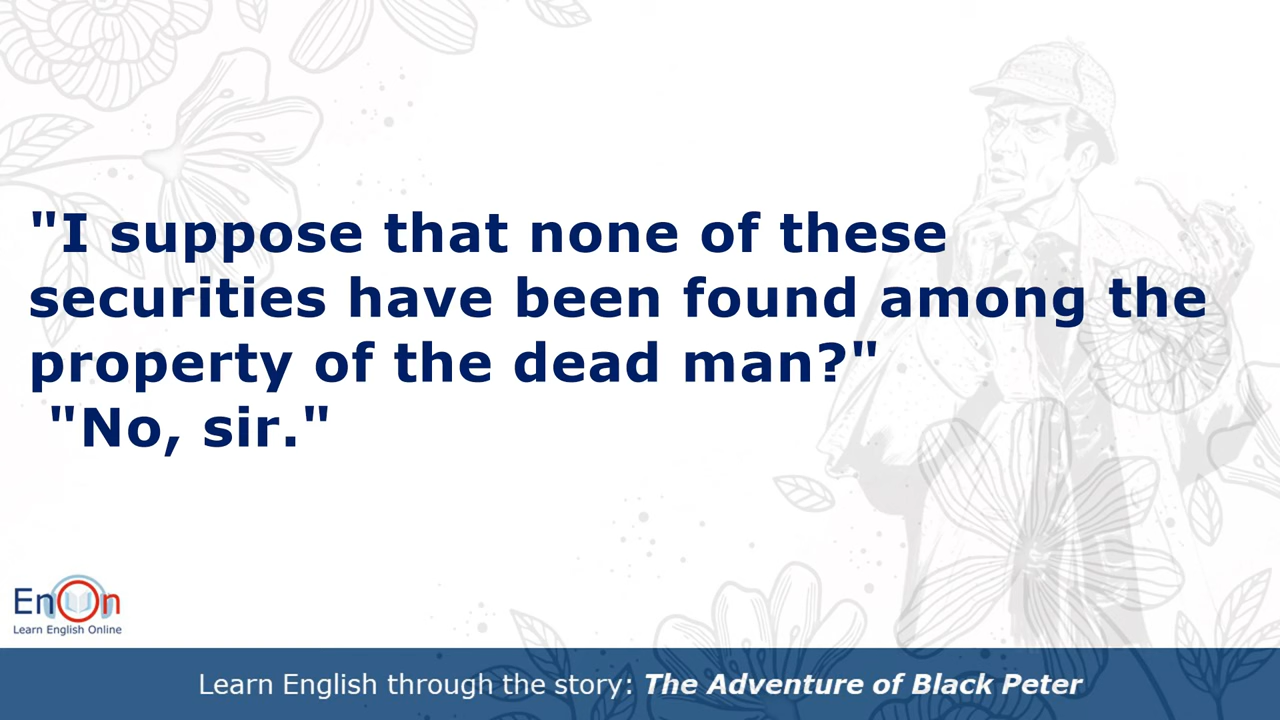 "I suppose that none of these
securities have been found among the
property of the dead man?"
"No, sir."
EnOn
Learn English Online
Learn English through the story: The Adventure of Black Peter